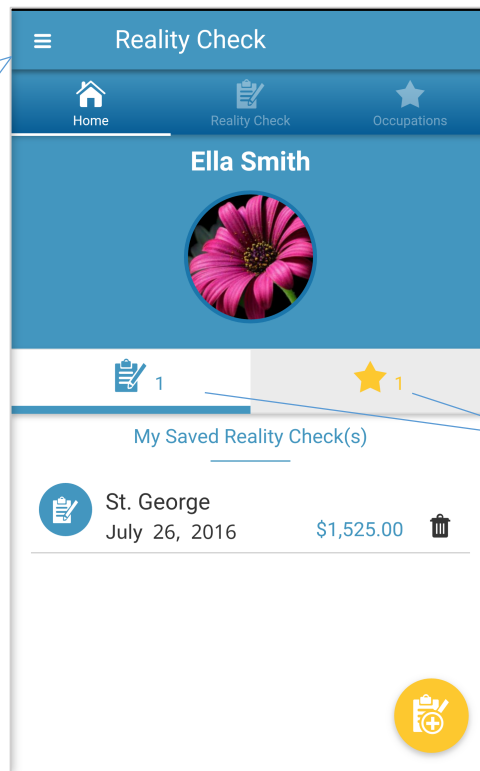 Reality Check
Home Reality Check Occupations
Ella Smith
1 1
My Saved Reality Check(s)
St. George
July 26, 2016 $1,525.00